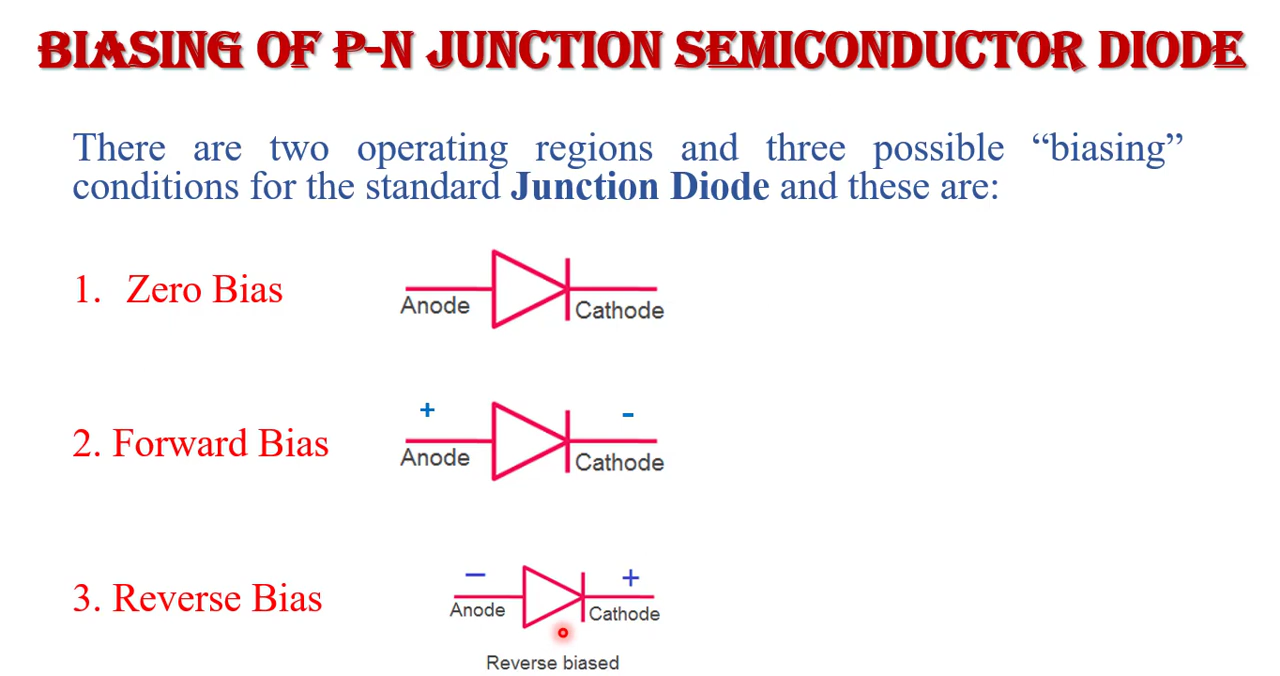 BIASING OF P-N JUNCTION SEMICONDUCTOR DIODE
There are two operating regions and three possible “biasing”
conditions for the standard Junction Diode and these are:
1. Zero Bias
Anode
Cathode
+ -
2. Forward Bias
Anode
Cathode
− +
3. Reverse Bias
Anode
Cathode
Reverse biased